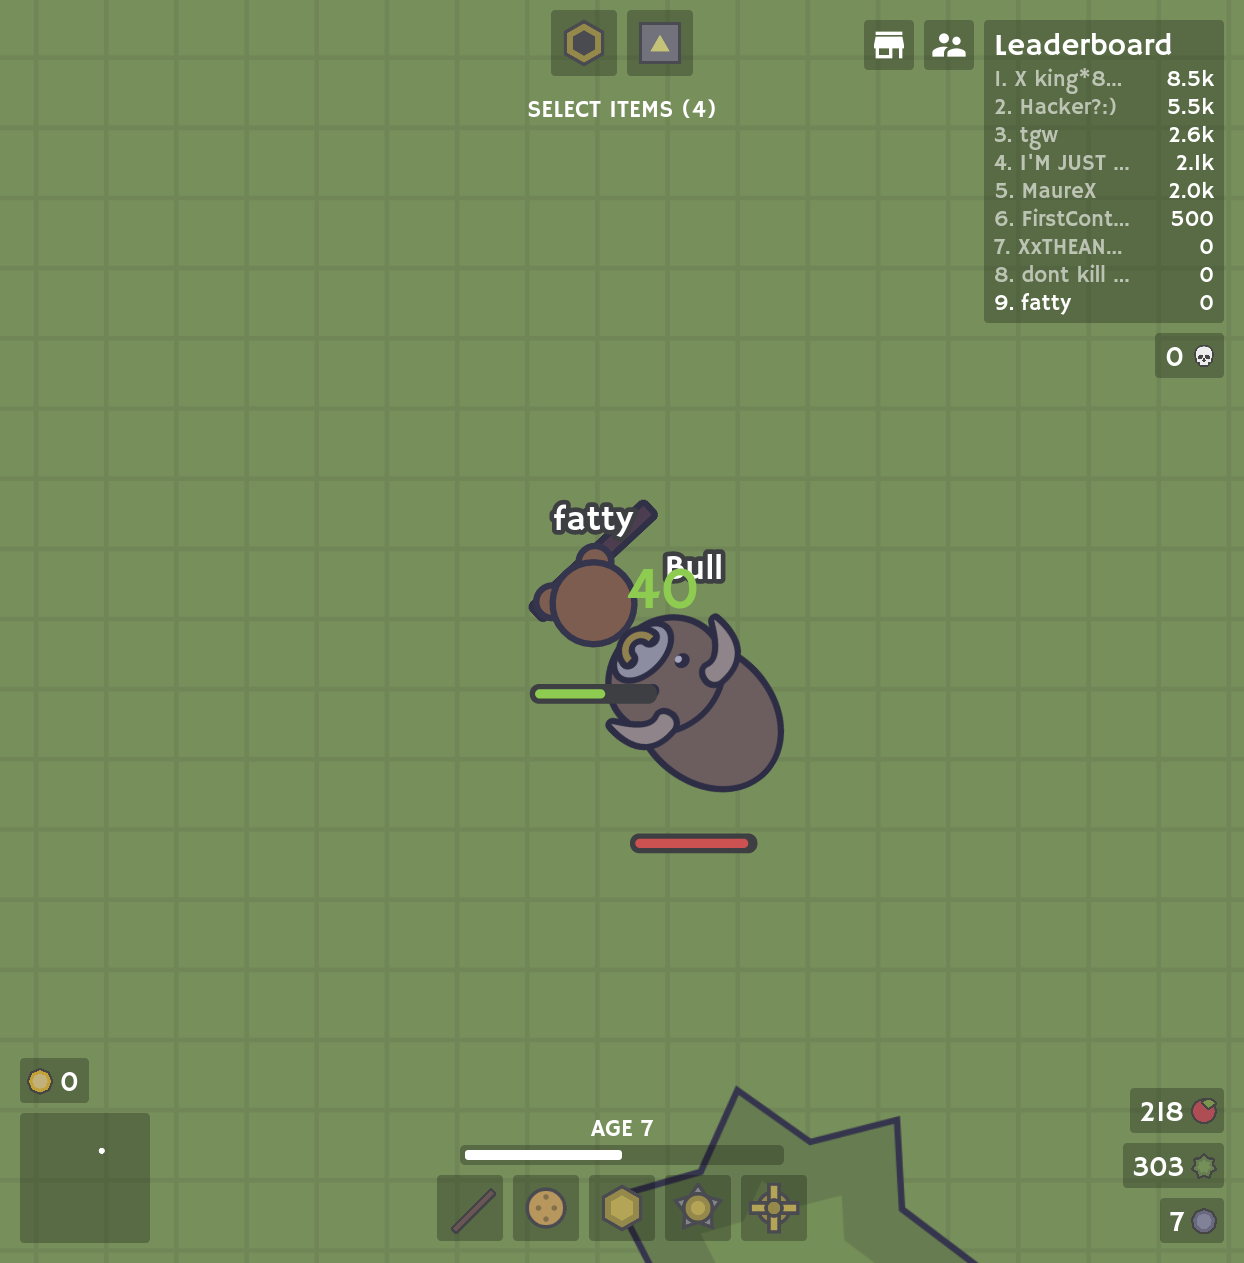 SELECT ITEMS (4)
Leaderboard
1. X king*8... 8.5k
2. Hacker?:) 5.5k
3. tgw 2.6k
4. I'M JUST ... 2.1k
5. MaureX 2.0k
6. FirstCont... 500
7. XxTHEAN... 0
8. dont kill ... 0
9. fatty 0
0
fatty
Bull
40
0
AGE 7
218
303
7